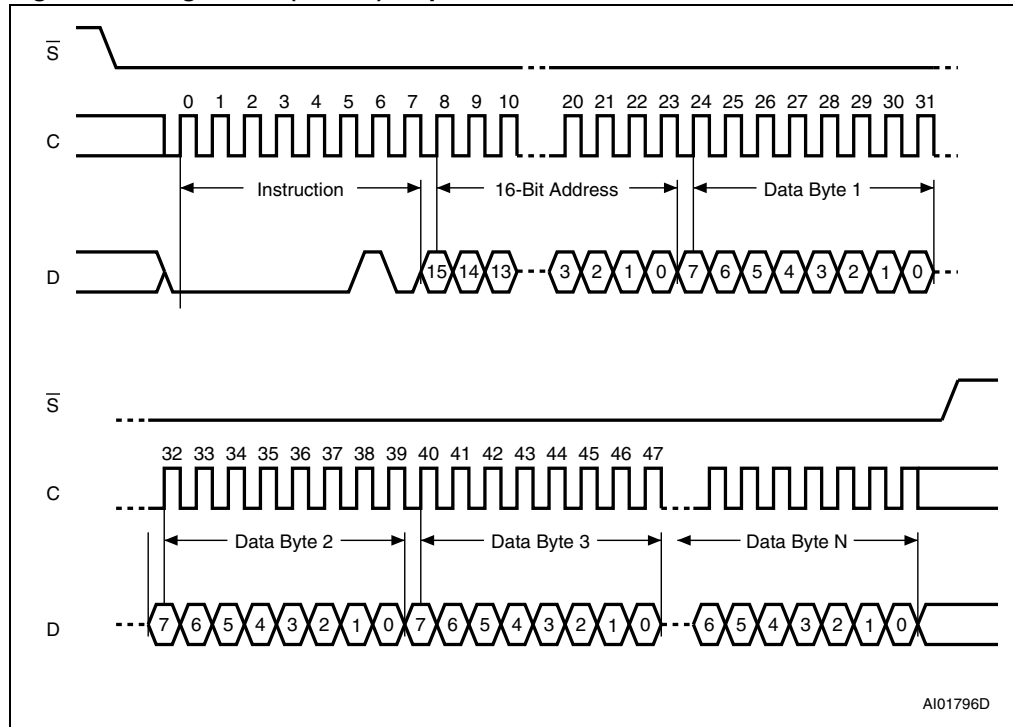 S
0 1 2 3 4 5 6 7 8 9 10 20 21 22 23 24 25 26 27 28 29 30 31
C
Instruction 16-Bit Address Data Byte 1
D 15 14 13 3 2 1 0 7 6 5 4 3 2 1 0
S
32 33 34 35 36 37 38 39 40 41 42 43 44 45 46 47
C
Data Byte 2 Data Byte 3 Data Byte N
D 7 6 5 4 3 2 1 0 7 6 5 4 3 2 1 0 6 5 4 3 2 1 0
AI01796D